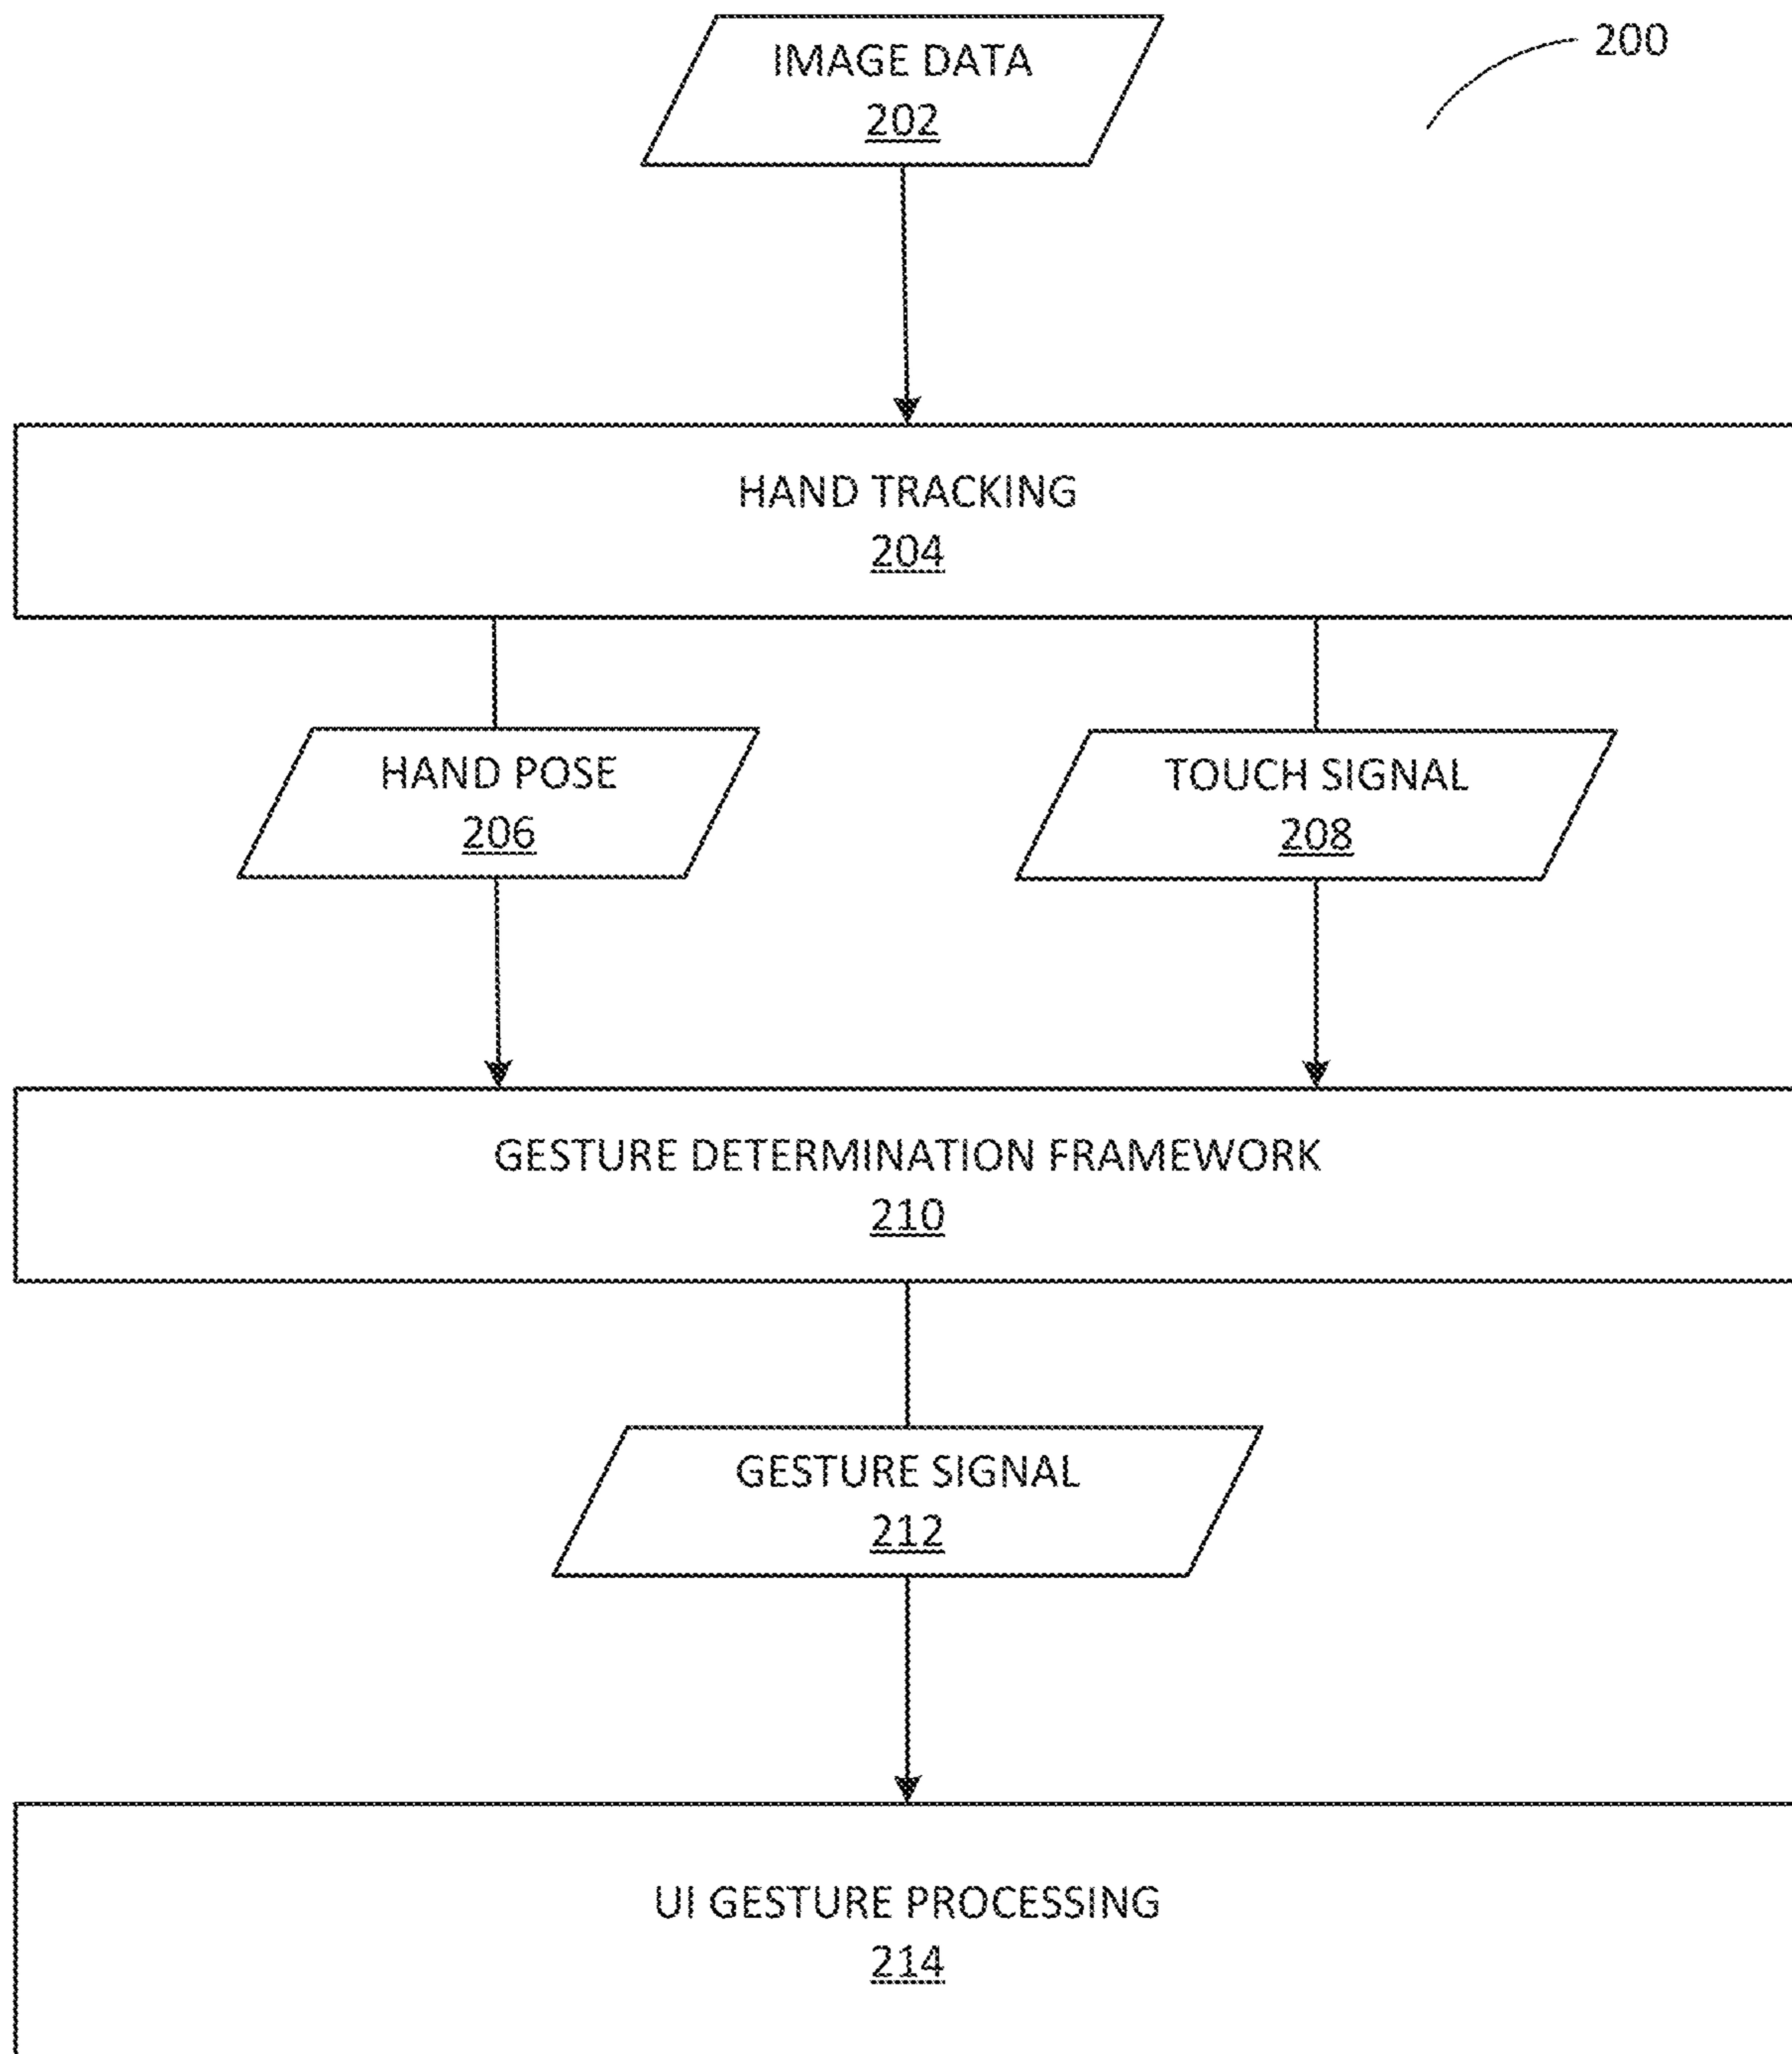 IMAGE DATA
202
200
HAND TRACKING
204
HAND POSE
206
TOUCH SIGNAL
208
GESTURE DETERMINATION FRAMEWORK
210
GESTURE SIGNAL
212
UI GESTURE PROCESSING
214